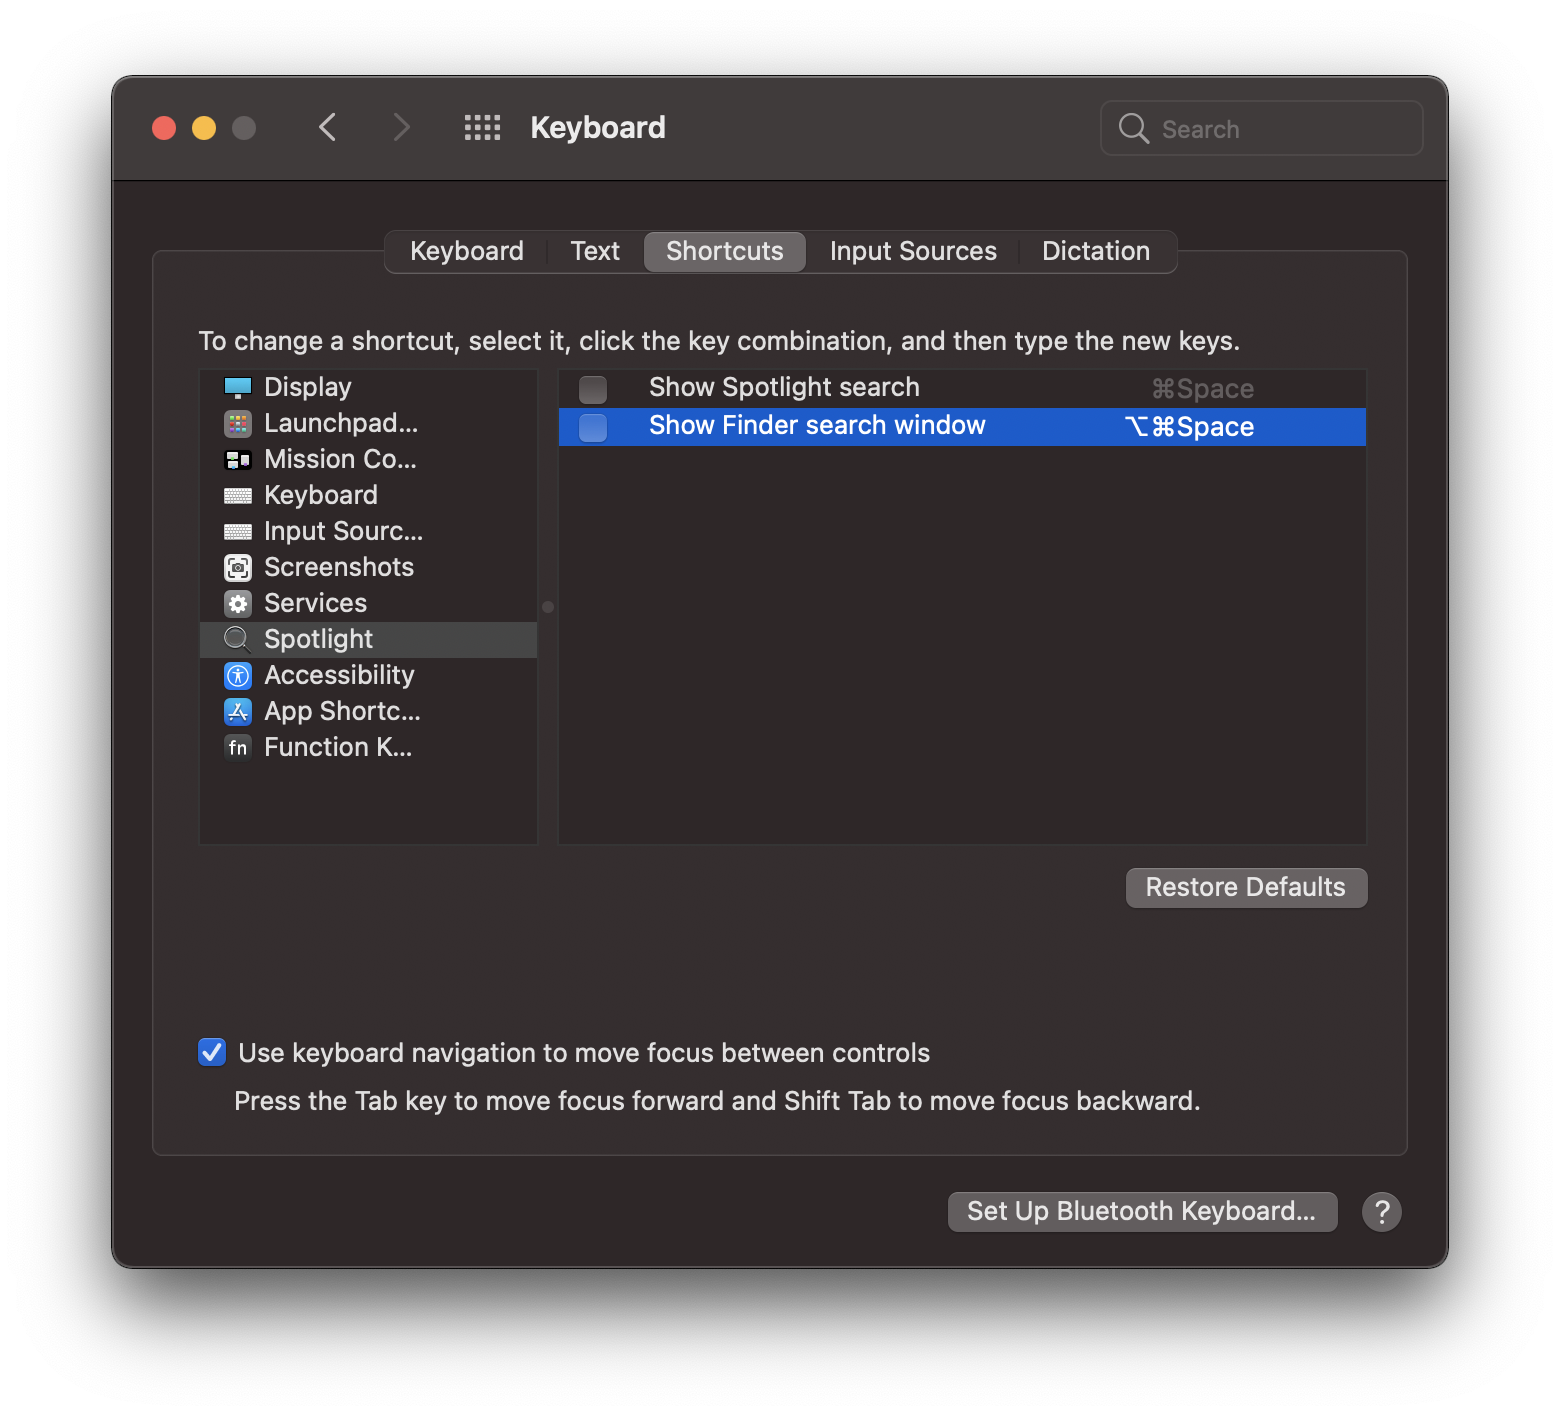 Keyboard
Search
Keyboard Text Shortcuts Input Sources Dictation
To change a shortcut, select it, click the key combination, and then type the new keys.
Display
Launchpad...
Mission Co...
Keyboard
Input Sourc...
Screenshots
Services
Spotlight
Accessibility
App Shortc...
fn Function K...
Show Spotlight search ⌘Space
Show Finder search window ⌥⌘Space
Restore Defaults
Use keyboard navigation to move focus between controls
Press the Tab key to move focus forward and Shift Tab to move focus backward.
Set Up Bluetooth Keyboard... ?